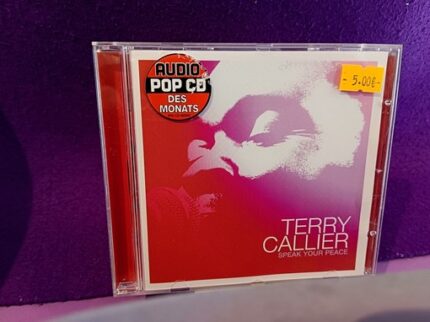 AUDIO
POP CD
DES
MONATS
- 5.00€-
TERRY
CALLIER
SPEAK YOUR PEACE